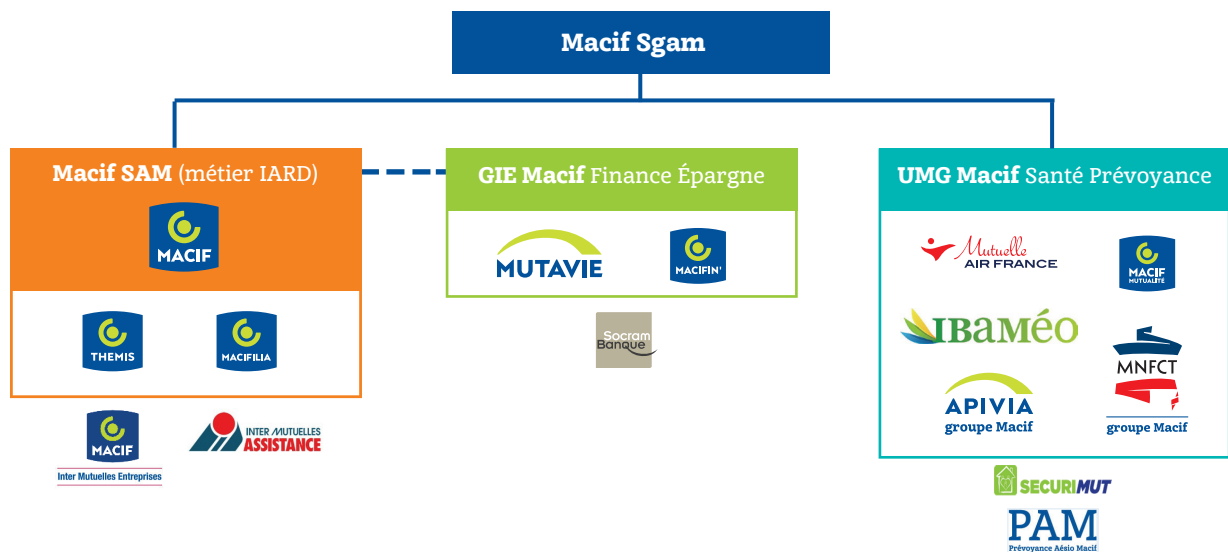 Macif Sgam
Macif SAM (métier IARD)
MACIF
THEMIS
MACIFILIA
MACIF
Inter Mutuelles Entreprises
INTER MUTUELLES
ASSISTANCE
GIE Macif Finance Épargne
MUTAVIE
MACIFIN'
Socram
Banque
UMG Macif Santé Prévoyance
Mutuelle
AIR FRANCE
MACIF
MUTUALITÉ
IBAMÉO
MNFCT
groupe Macif
APIVIA
groupe Macif
SECURIMUT
PAM
Prévoyance Aésio Macif